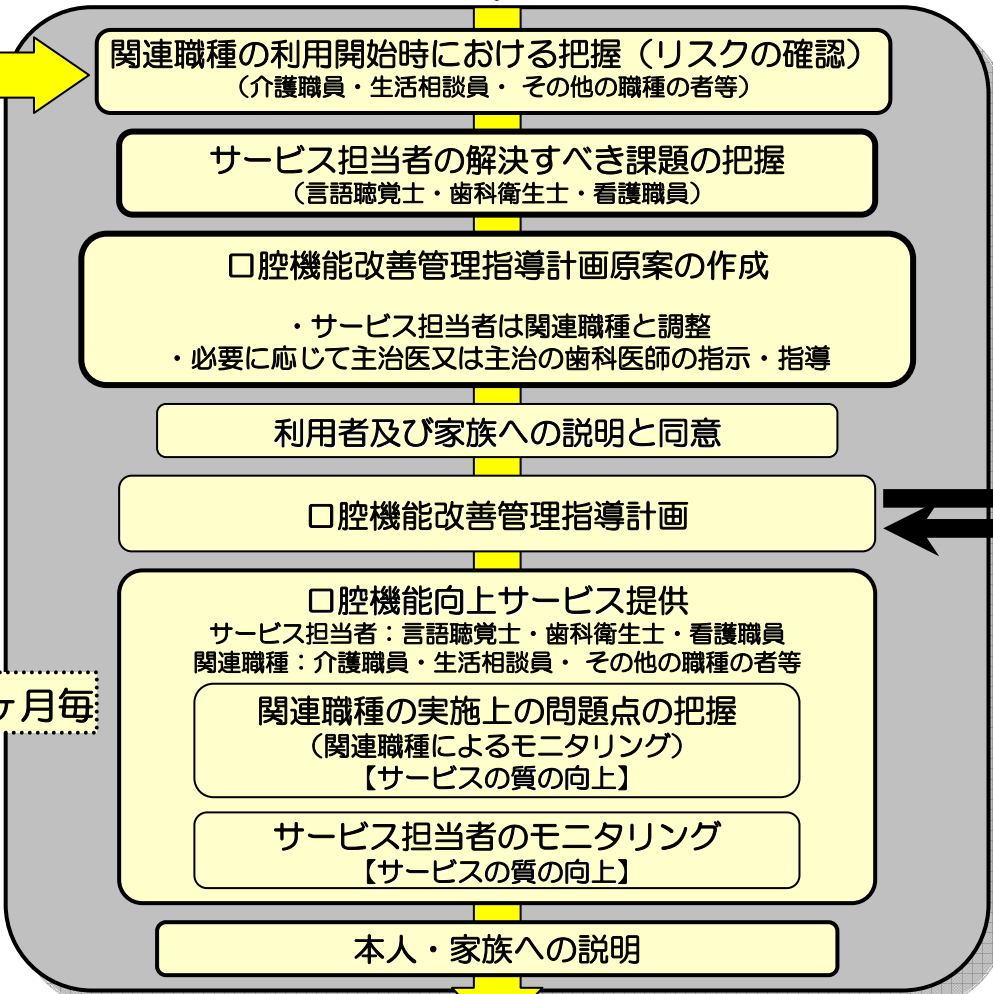 関連職種の利用開始時における把握（リスクの確認）
（介護職員・生活相談員・ その他の職種の者等）
サービス担当者の解決すべき課題の把握
（言語聴覚士・歯科衛生士・看護職員）
口腔機能改善管理指導計画原案の作成
・サービス担当者は関連職種と調整
・必要に応じて主治医又は主治の歯科医師の指示・指導
利用者及び家族への説明と同意
口腔機能改善管理指導計画
口腔機能向上サービス提供
サービス担当者：言語聴覚士・歯科衛生士・看護職員
関連職種：介護職員・生活相談員・ その他の職種の者等
ヶ月毎
関連職種の実施上の問題点の把握
（関連職種によるモニタリング）
【サービスの質の向上】
サービス担当者のモニタリング
【サービスの質の向上】
本人・家族への説明